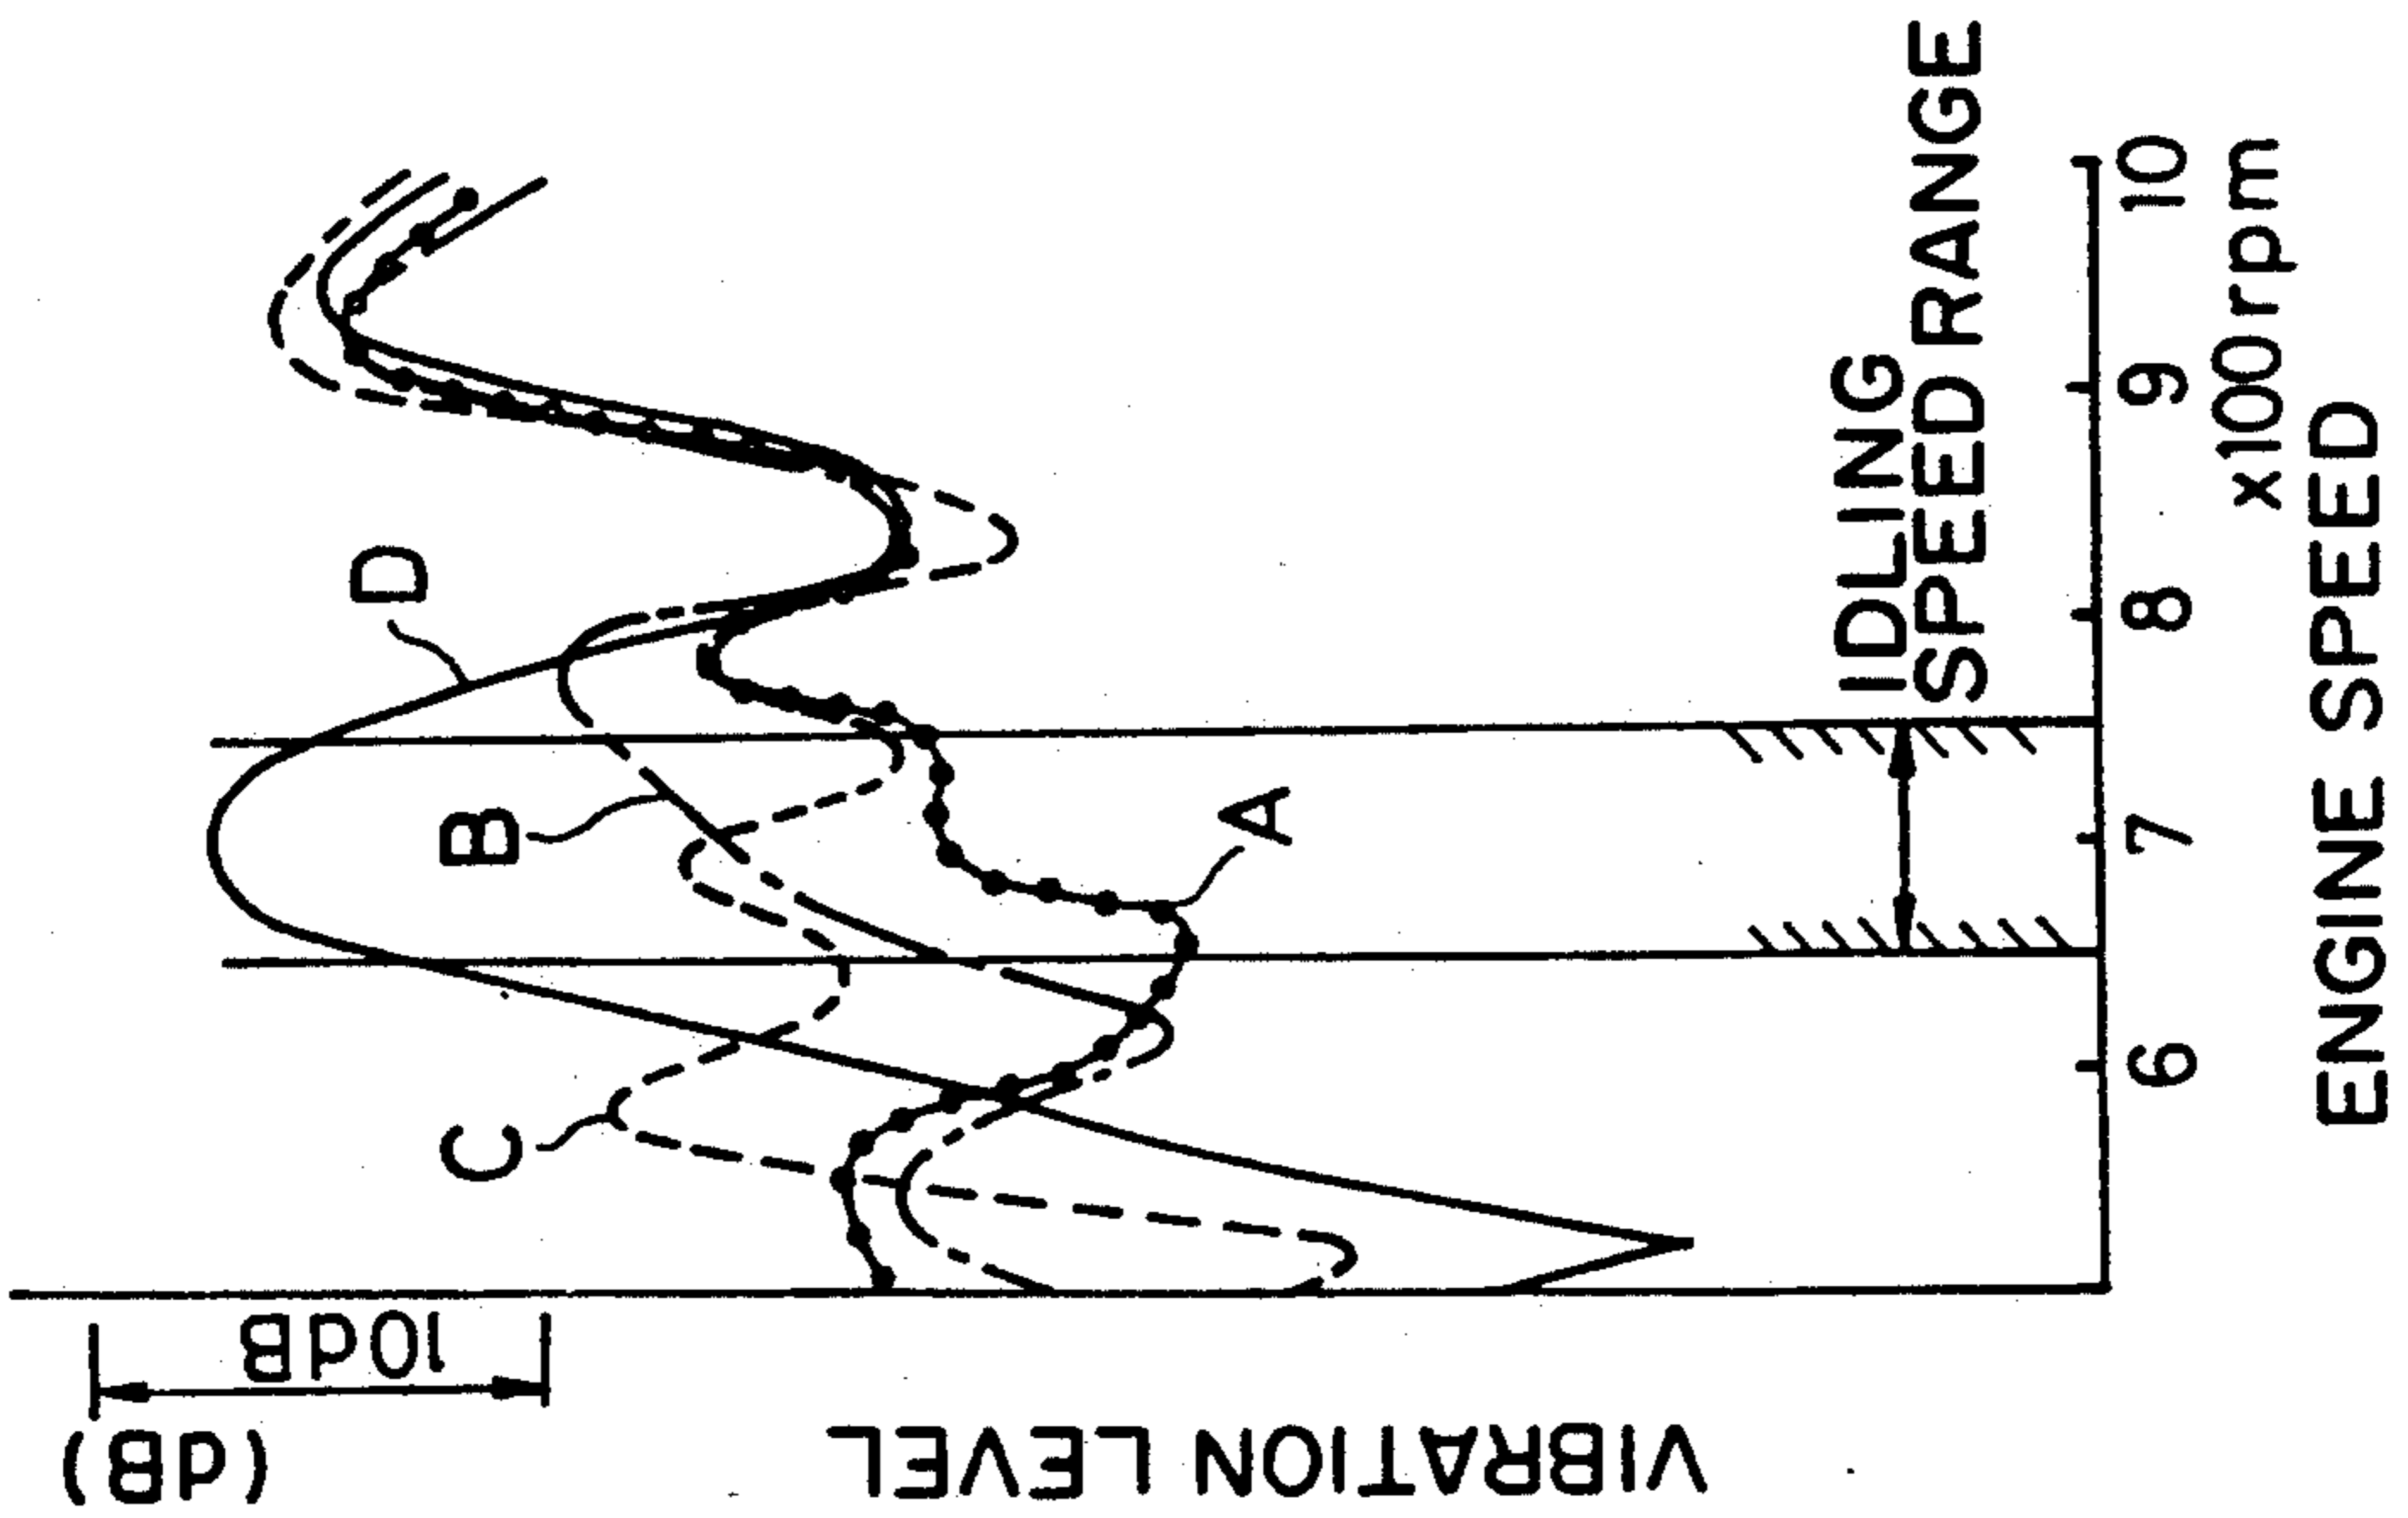 (dB)
10dB
VIBRATION LEVEL
D
B
C
A
IDLING
SPEED RANGE
6 7 8 9 10
x100rpm
ENGINE SPEED